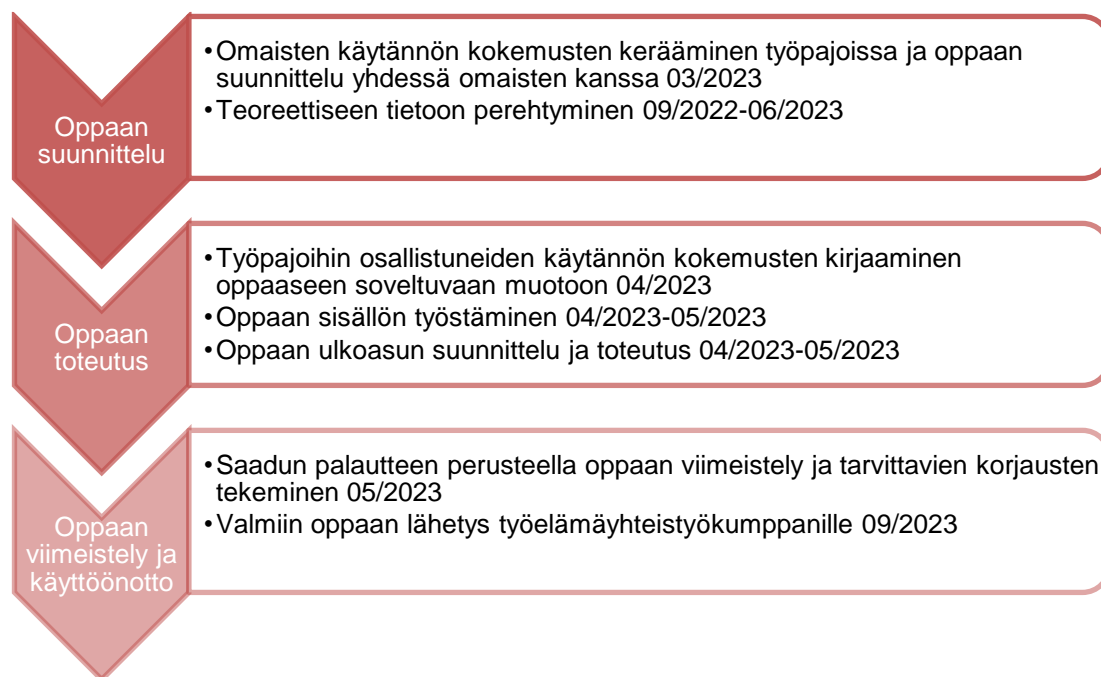 Oppaan
suunnittelu
•Omaisten käytännön kokemusten kerääminen työpajoissa ja oppaan
suunnittelu yhdessä omaisten kanssa 03/2023
•Teoreettiseen tietoon perehtyminen 09/2022-06/2023
Oppaan
toteutus
•Työpajoihin osallistuneiden käytännön kokemusten kirjaaminen
oppaaseen soveltuvaan muotoon 04/2023
•Oppaan sisällön työstäminen 04/2023-05/2023
•Oppaan ulkoasun suunnittelu ja toteutus 04/2023-05/2023
Oppaan
viimeistely ja
käyttöönotto
•Saadun palautteen perusteella oppaan viimeistely ja tarvittavien korjausten
tekeminen 05/2023
•Valmiin oppaan lähetys työelämäyhteistyökumppanille 09/2023